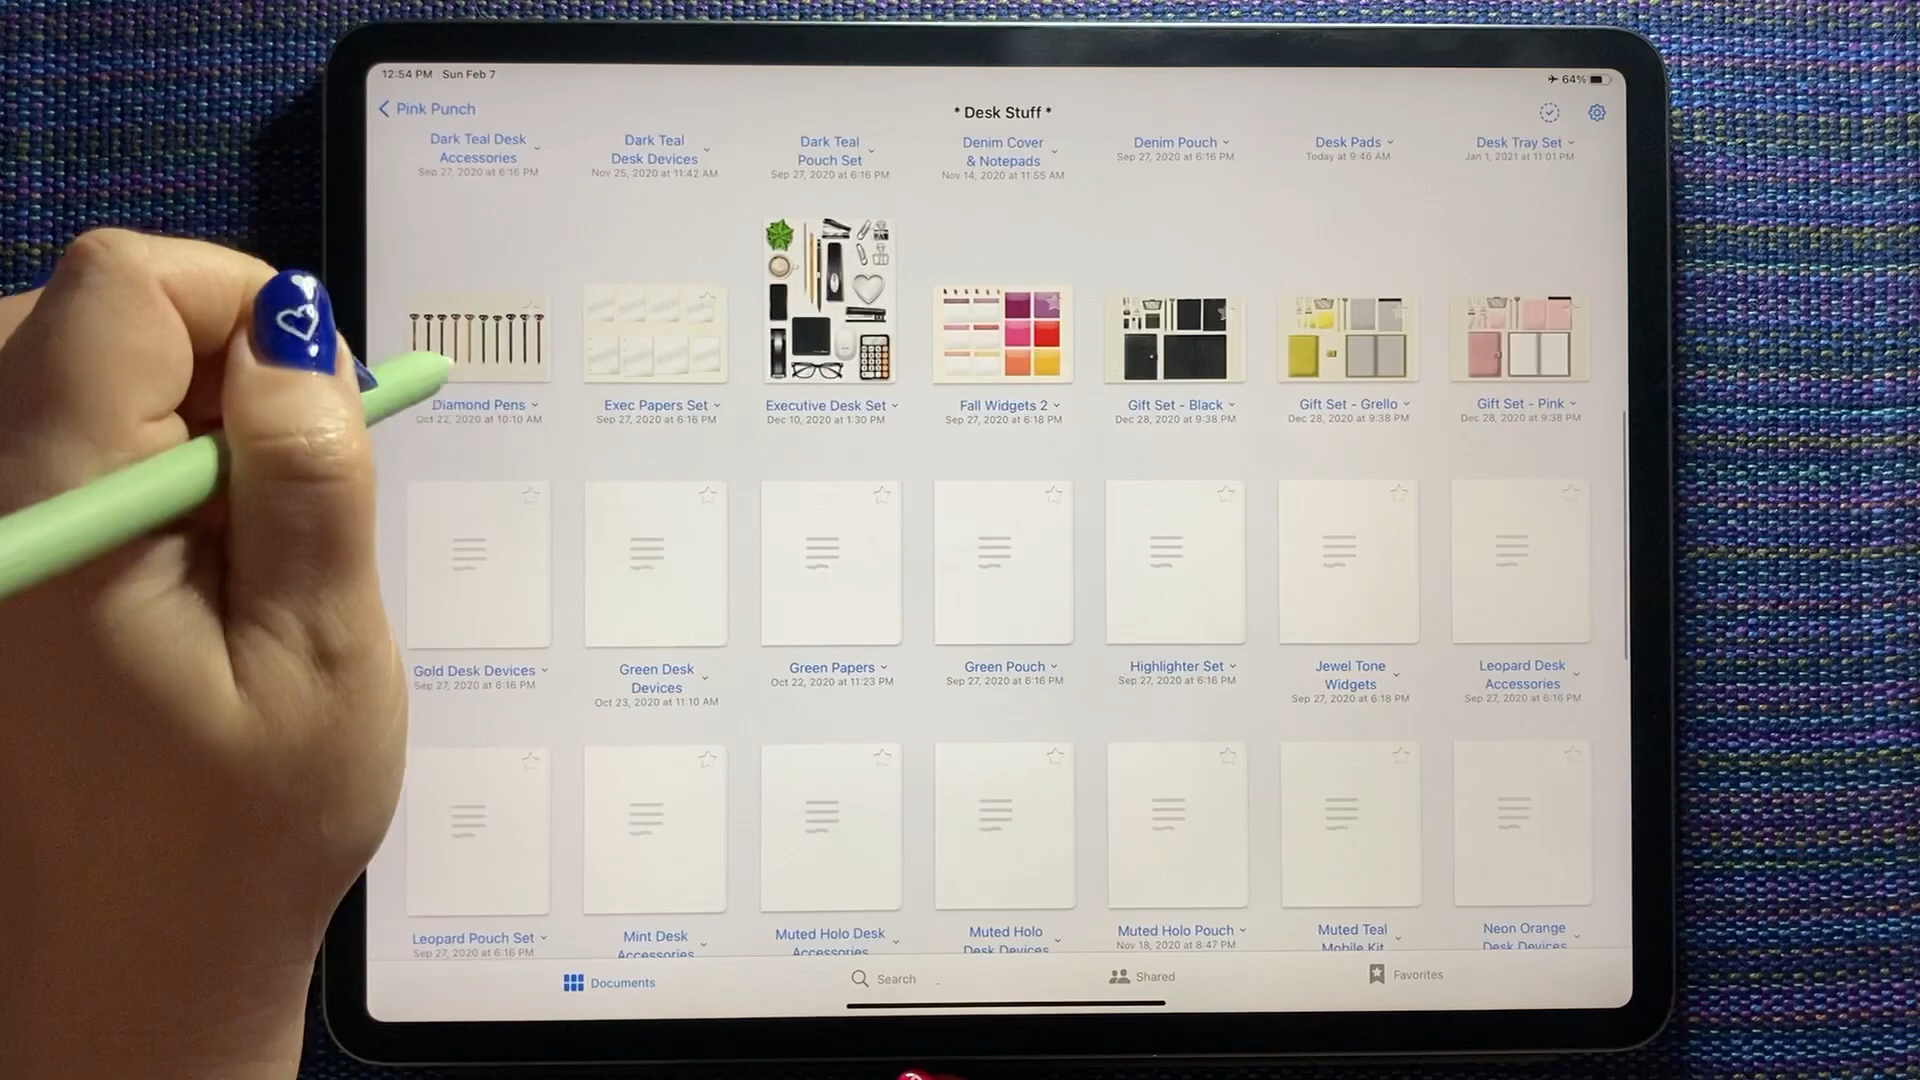 12:54 PM Sun Feb 7
64%
Pink Punch
* Desk Stuff *
Dark Teal Desk
Accessories
Sep 27, 2020 at 6:16 PM
Dark Teal
Desk Devices
Nov 25, 2020 at 11:42 AM
Dark Teal
Pouch Set
Sep 27, 2020 at 6:16 PM
Denim Cover
& Notepads
Nov 14, 2020 at 11:55 AM
Denim Pouch
Sep 27, 2020 at 6:16 PM
Desk Pads
Today at 9:46 AM
Desk Tray Set
Jan 1, 2021 at 11:01 PM
Diamond Pens
Oct 22, 2020 at 10:10 AM
Exec Papers Set
Sep 27, 2020 at 6:16 PM
Executive Desk Set
Dec 10, 2020 at 1:30 PM
Fall Widgets 2
Sep 27, 2020 at 6:18 PM
Gift Set - Black
Dec 28, 2020 at 9:38 PM
Gift Set - Grello
Dec 28, 2020 at 9:38 PM
Gift Set - Pink
Dec 28, 2020 at 9:38 PM
Gold Desk Devices
Sep 27, 2020 at 6:16 PM
Green Desk
Devices
Oct 23, 2020 at 11:10 AM
Green Papers
Oct 22, 2020 at 11:23 PM
Green Pouch
Sep 27, 2020 at 6:16 PM
Highlighter Set
Sep 27, 2020 at 6:16 PM
Jewel Tone
Widgets
Sep 27, 2020 at 6:18 PM
Leopard Desk
Accessories
Sep 27, 2020 at 6:16 PM
Leopard Pouch Set
Sep 27, 2020 at 6:16 PM
Mint Desk
Accessories
Muted Holo Desk
Accessories
Muted Holo
Desk Devices
Muted Holo Pouch
Nov 18, 2020 at 8:47 PM
Muted Teal
Mobile Kit
Neon Orange
Desk Devices
Documents
Search
Shared
Favorites